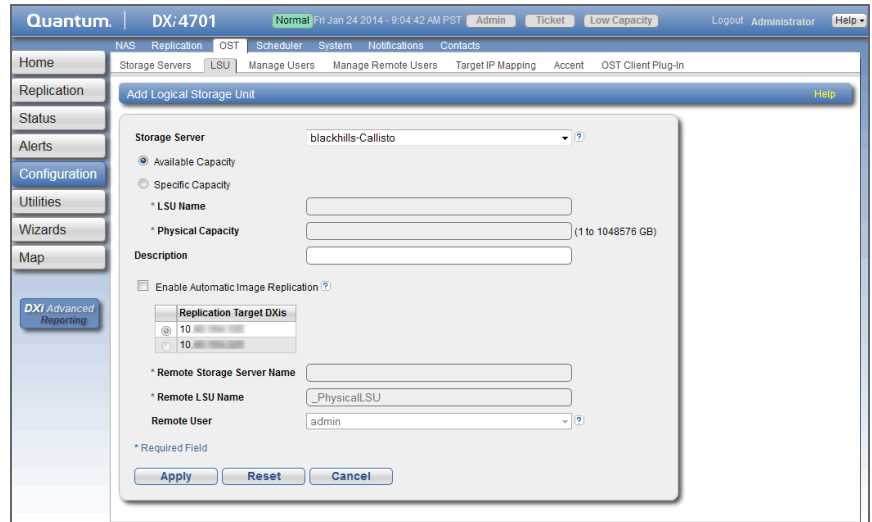 Quantum. DXi4701 Normal Fri Jan 24 2014 - 9:04:42 AM PST Admin Ticket Low Capacity Logout Administrator Help
NAS Replication OST Scheduler System Notifications Contacts
Storage Servers LSU Manage Users Manage Remote Users Target IP Mapping Accent OST Client Plug-In
Home
Replication
Status
Alerts
Configuration
Utilities
Wizards
Map
DXi Advanced
Reporting
Add Logical Storage Unit Help
Storage Server blackhills-Callisto ?
Available Capacity
Specific Capacity
* LSU Name
* Physical Capacity (1 to 1048576 GB)
Description
Enable Automatic Image Replication ?
Replication Target DXis
10.
10.
* Remote Storage Server Name
* Remote LSU Name _PhysicalLSU
Remote User admin ?
* Required Field
Apply Reset Cancel